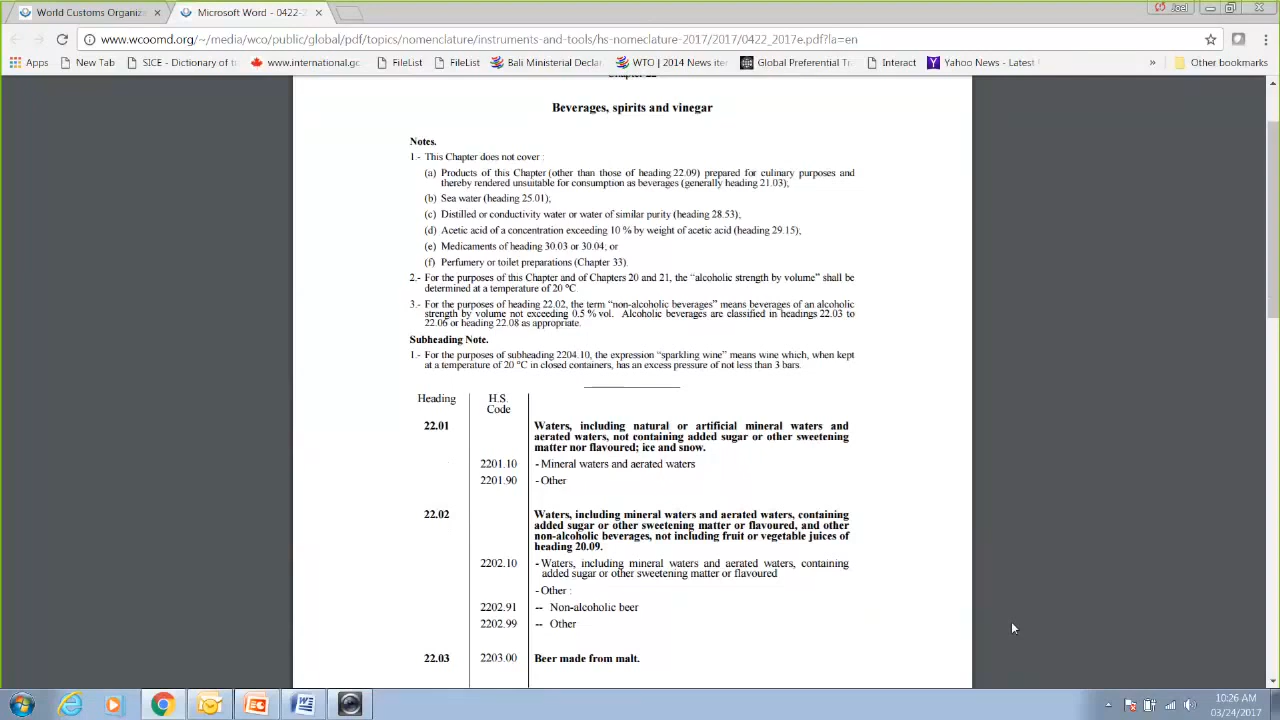 World Customs Organiz
Microsoft Word - 0422-2
Joel
www.wcoomd.org/~/media/wco/public/global/pdf/topics/nomenclature/instruments-and-tools/hs-nomeclature-2017/2017/0422_2017e.pdf?la=en
Apps New Tab SICE - Dictionary of ta www.international.gc FileList FileList Bali Ministerial Declar WTO | 2014 News iter Global Preferential Tra Interact Yahoo News - Latest » Other bookmarks
Chapter 22
Beverages, spirits and vinegar
Notes.
1.- This Chapter does not cover :
(a) Products of this Chapter (other than those of heading 22.09) prepared for culinary purposes and
thereby rendered unsuitable for consumption as beverages (generally heading 21.03);
(b) Sea water (heading 25.01);
(c) Distilled or conductivity water or water of similar purity (heading 28.53);
(d) Acetic acid of a concentration exceeding 10 % by weight of acetic acid (heading 29.15);
(e) Medicaments of heading 30.03 or 30.04; or
(f) Perfumery or toilet preparations (Chapter 33).
2.- For the purposes of this Chapter and of Chapters 20 and 21, the “alcoholic strength by volume” shall be
determined at a temperature of 20 °C.
3.- For the purposes of heading 22.02, the term “non-alcoholic beverages” means beverages of an alcoholic
strength by volume not exceeding 0.5 % vol. Alcoholic beverages are classified in headings 22.03 to
22.06 or heading 22.08 as appropriate.
Subheading Note.
1.- For the purposes of subheading 2204.10, the expression “sparkling wine” means wine which, when kept
at a temperature of 20 °C in closed containers, has an excess pressure of not less than 3 bars.
Heading H.S.
Code
22.01 Waters, including natural or artificial mineral waters and
aerated waters, not containing added sugar or other sweetening
matter nor flavoured; ice and snow.
2201.10 - Mineral waters and aerated waters
2201.90 - Other
22.02 Waters, including mineral waters and aerated waters, containing
added sugar or other sweetening matter or flavoured, and other
non-alcoholic beverages, not including fruit or vegetable juices of
heading 20.09.
2202.10 - Waters, including mineral waters and aerated waters, containing
added sugar or other sweetening matter or flavoured
- Other :
2202.91 -- Non-alcoholic beer
2202.99 -- Other
22.03 2203.00 Beer made from malt.
10:26 AM
03/24/2017